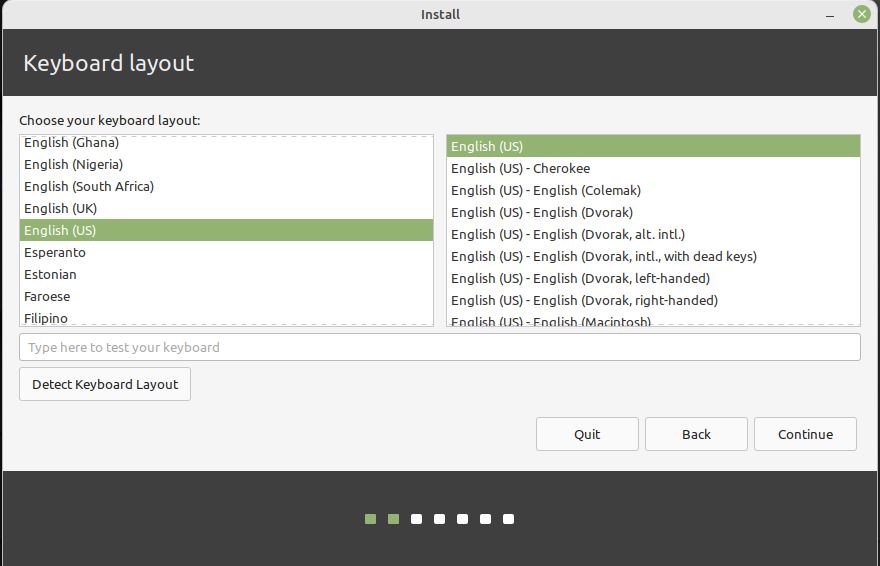 Install
Keyboard layout
Choose your keyboard layout:
English (Ghana)
English (Nigeria)
English (South Africa)
English (UK)
English (US)
Esperanto
Estonian
Faroese
Filipino
English (US)
English (US) - Cherokee
English (US) - English (Colemak)
English (US) - English (Dvorak)
English (US) - English (Dvorak, alt. intl.)
English (US) - English (Dvorak, intl., with dead keys)
English (US) - English (Dvorak, left-handed)
English (US) - English (Dvorak, right-handed)
English (US) - English (Macintosh)
Type here to test your keyboard
Detect Keyboard Layout
Quit Back Continue